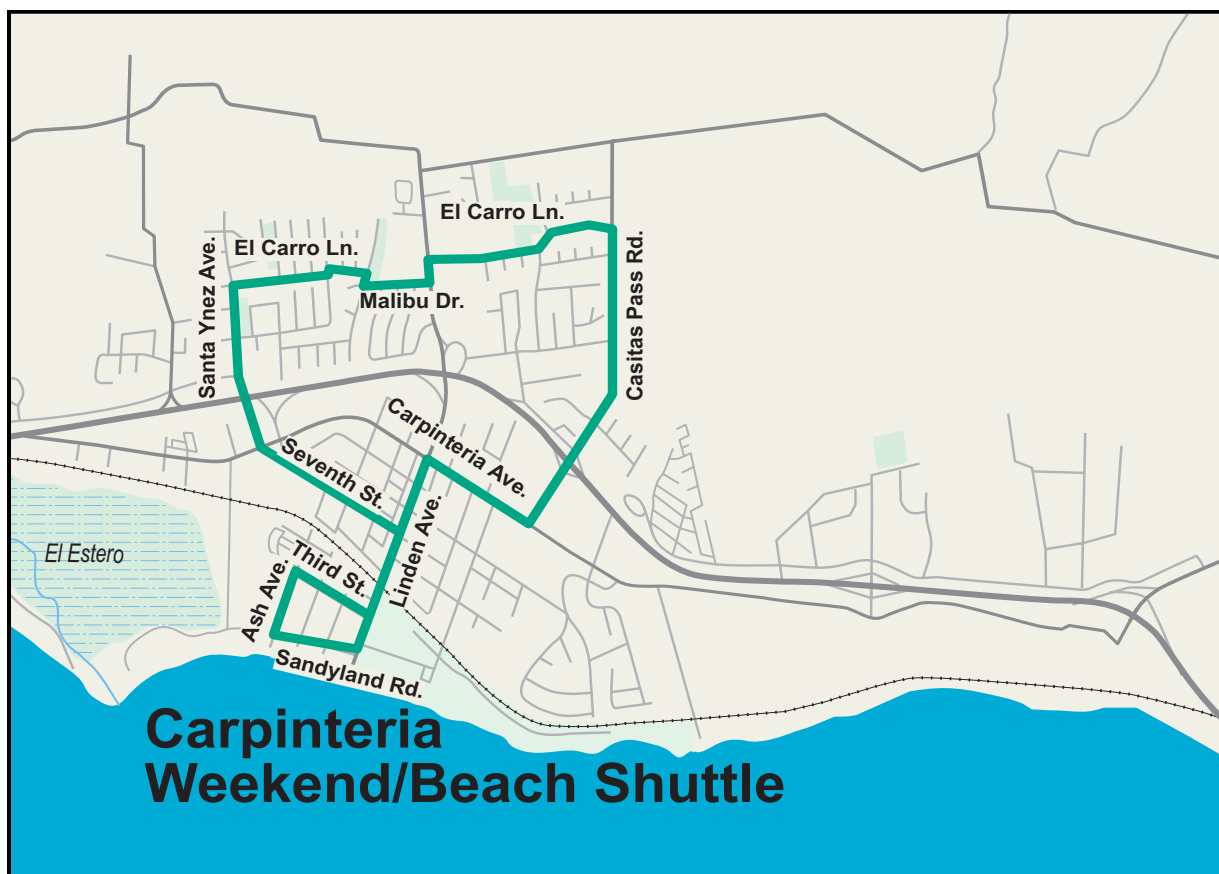 El Carro Ln.
El Carro Ln.
Santa Ynez Ave.
Malibu Dr.
Casitas Pass Rd.
Carpinteria Ave.
Seventh St.
Linden Ave.
El Estero
Third St.
Ash Ave.
Sandyland Rd.
Carpinteria
Weekend/Beach Shuttle